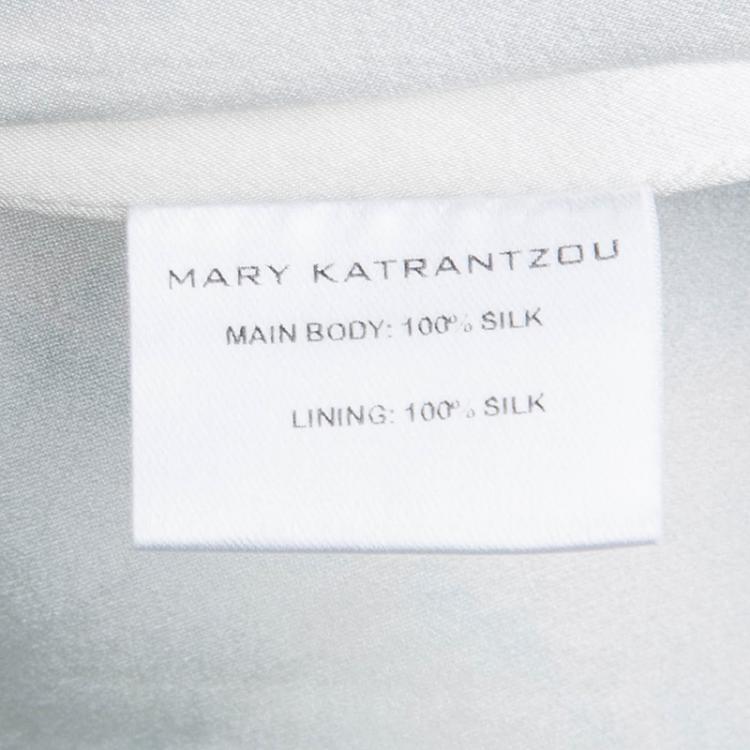 MARY KATRANTZOU
MAIN BODY: 100% SILK
LINING: 100% SILK